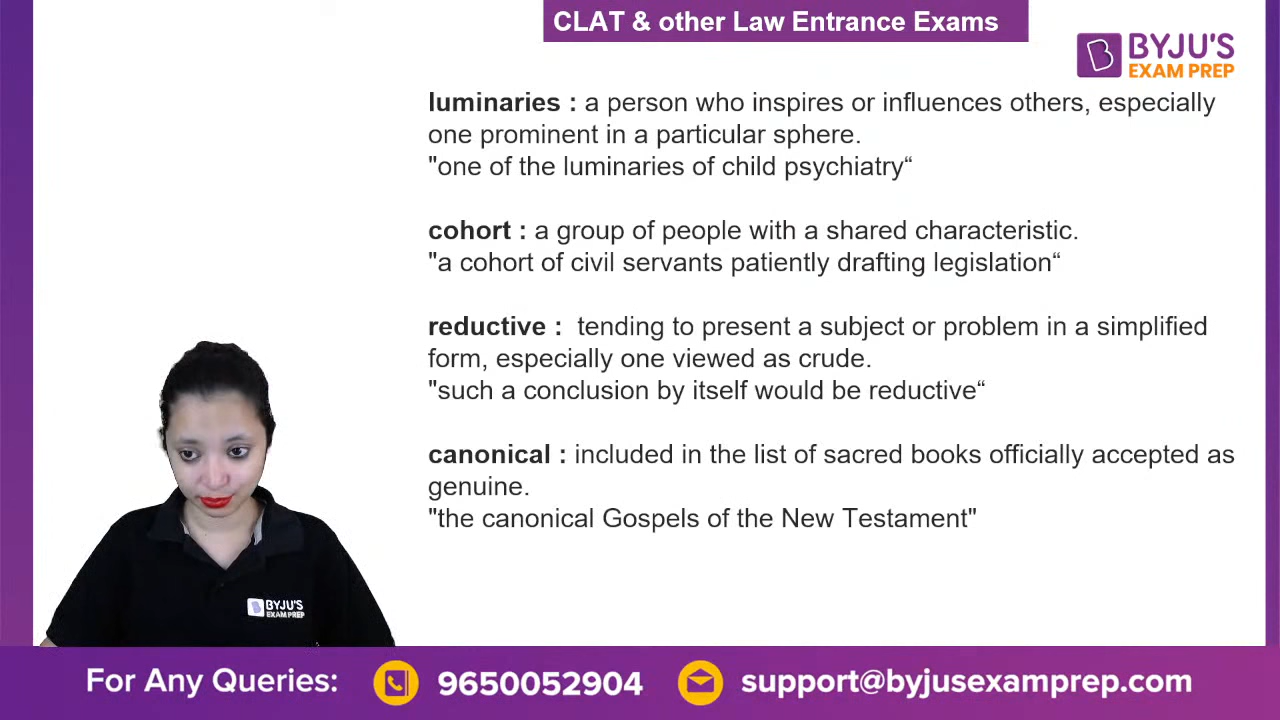 CLAT & other Law Entrance Exams
BYJU'S
EXAM PREP
luminaries : a person who inspires or influences others, especially
one prominent in a particular sphere.
"one of the luminaries of child psychiatry“
cohort : a group of people with a shared characteristic.
"a cohort of civil servants patiently drafting legislation“
reductive :  tending to present a subject or problem in a simplified
form, especially one viewed as crude.
"such a conclusion by itself would be reductive“
canonical : included in the list of sacred books officially accepted as
genuine.
"the canonical Gospels of the New Testament"
BYJU'S
EXAM PREP
For Any Queries:
9650052904
support@byjusexamprep.com